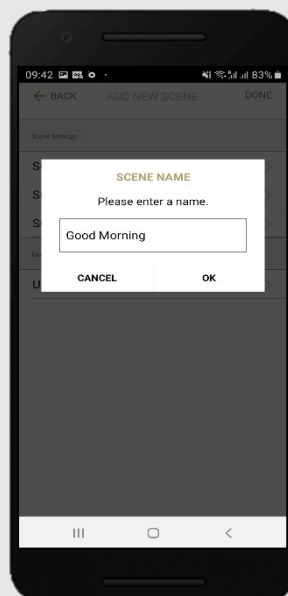 09:42 83%
BACK ADD NEW SCENE DONE
Scene Settings
S
SCENE NAME
Please enter a name.
S
S
Good Morning
U
CANCEL OK